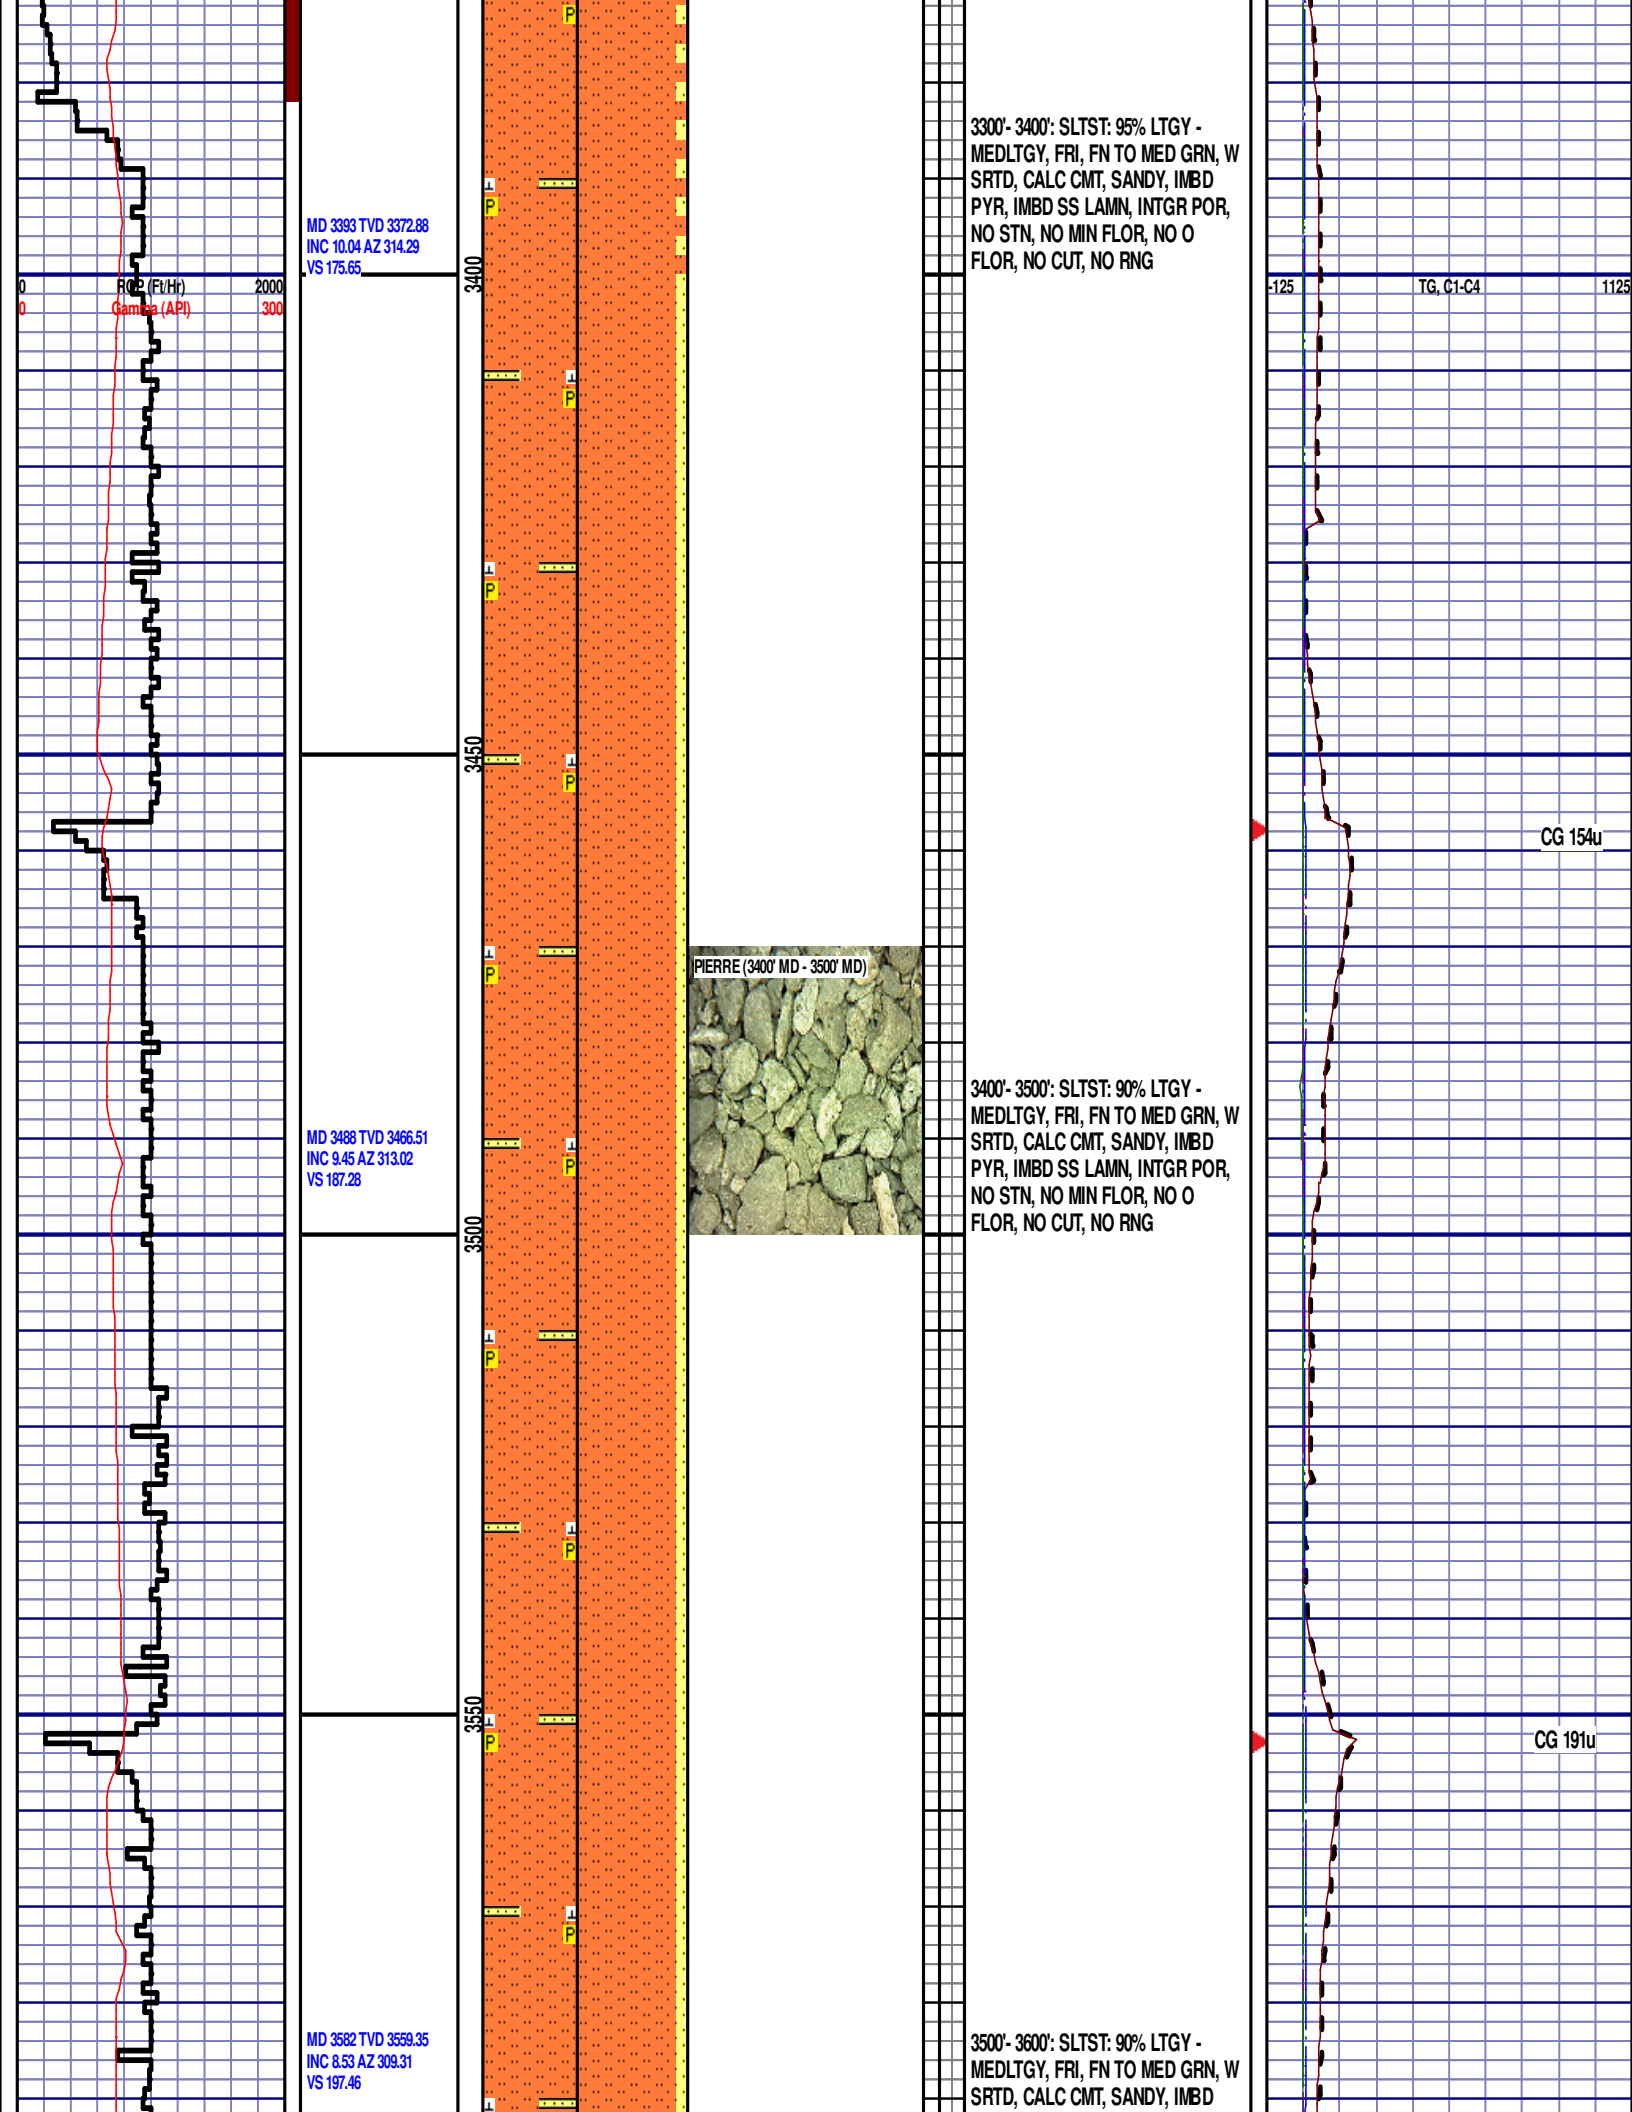 P
3300'- 3400': SLTST: 95% LTGY -
MEDLTGY, FRI, FN TO MED GRN, W
SRTD, CALC CMT, SANDY, IMBD
PYR, IMBD SS LAMN, INTGR POR,
NO STN, NO MIN FLOR, NO O
FLOR, NO CUT, NO RNG
P
MD 3393 TVD 3372.88
INC 10.04 AZ 314.29
VS 175.65
3400
0 ROP (Ft/Hr) 2000
0 Gamma (API) 300
-125 TG, C1-C4 1125
P
P
3450
P
CG 154u
PIERRE (3400' MD - 3500' MD)
P
3400'- 3500': SLTST: 90% LTGY -
MEDLTGY, FRI, FN TO MED GRN, W
SRTD, CALC CMT, SANDY, IMBD
PYR, IMBD SS LAMN, INTGR POR,
NO STN, NO MIN FLOR, NO O
FLOR, NO CUT, NO RNG
MD 3488 TVD 3466.51
INC 9.45 AZ 313.02
VS 187.28
P
3500
P
P
3550
P
CG 191u
P
MD 3582 TVD 3559.35
INC 8.53 AZ 309.31
VS 197.46
3500'- 3600': SLTST: 90% LTGY -
MEDLTGY, FRI, FN TO MED GRN, W
SRTD, CALC CMT, SANDY, IMBD